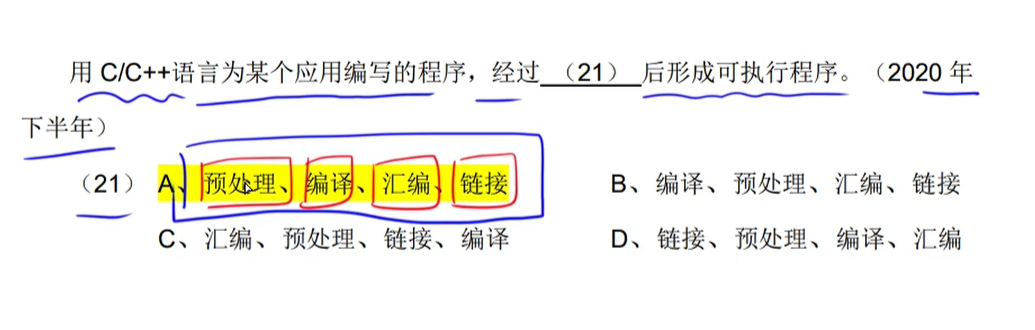 用 C/C++语言为某个应用编写的程序，经过 （21） 后形成可执行程序。（2020 年
下半年）
（21） A、预处理、编译、汇编、链接 B、编译、预处理、汇编、链接
C、汇编、预处理、链接、编译 D、链接、预处理、编译、汇编